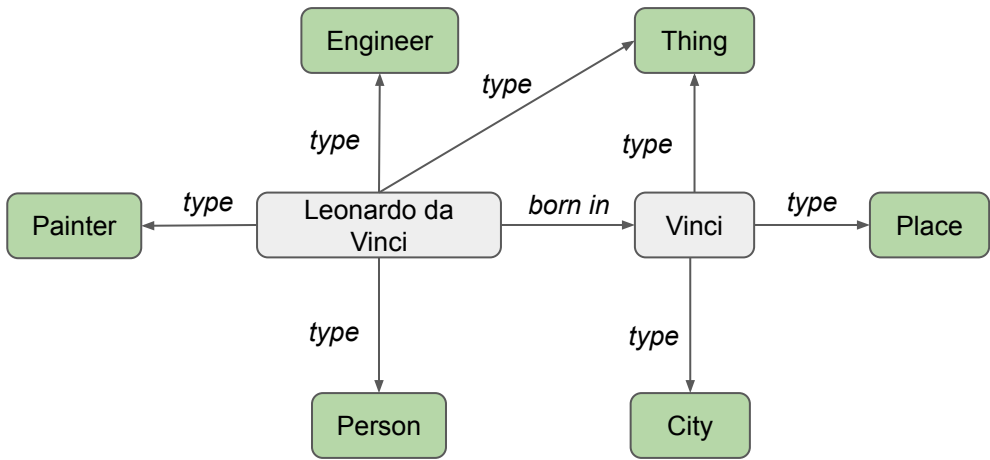 Engineer
Thing
type
type
type
Painter
type
Leonardo da
Vinci
born in
Vinci
type
Place
type
type
Person
City